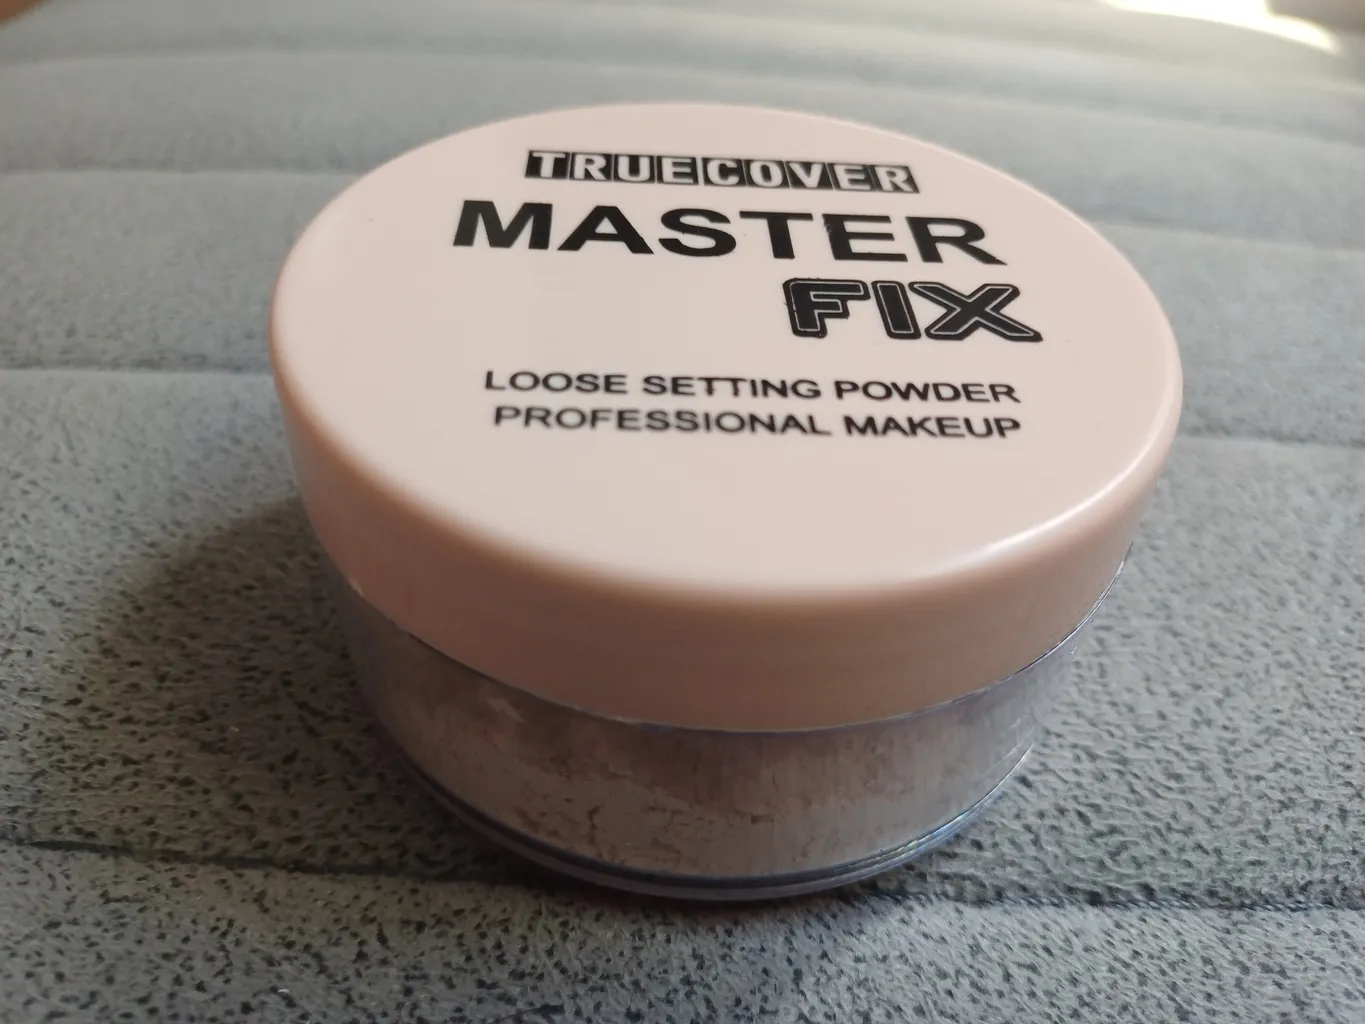 TRUECOVER
MASTER
FIX
LOOSE SETTING POWDER
PROFESSIONAL MAKEUP